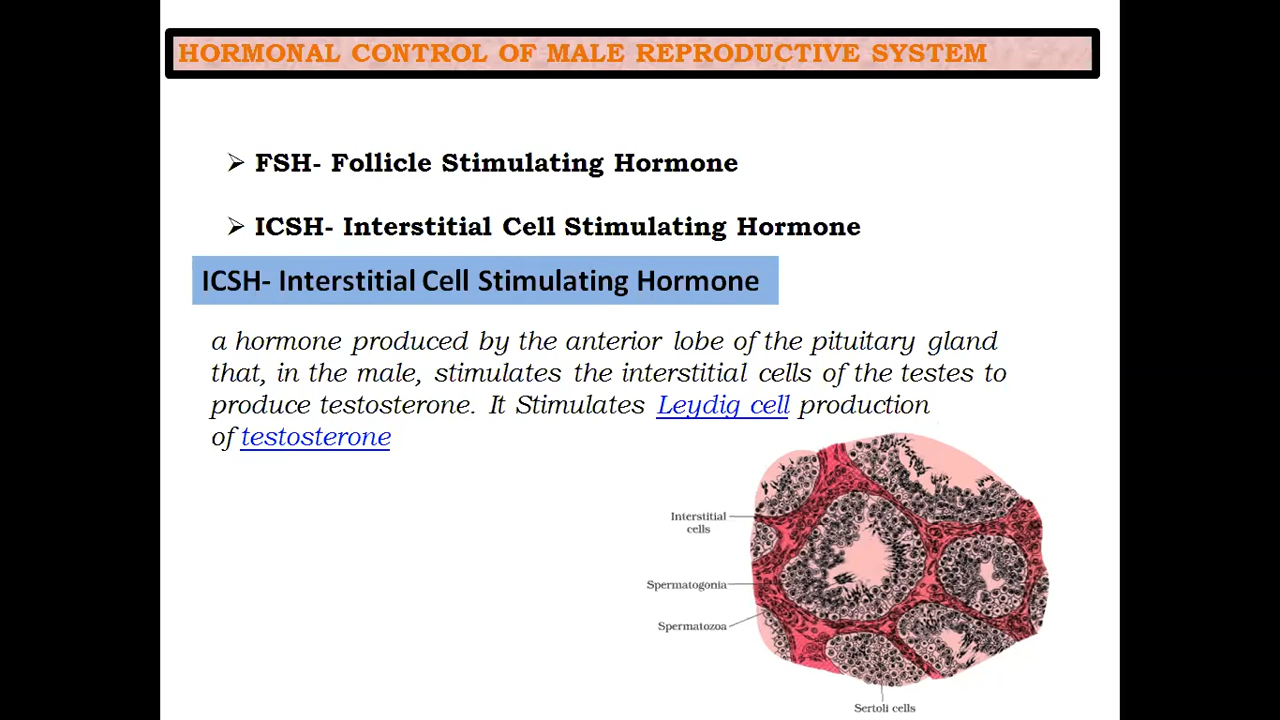 HORMONAL CONTROL OF MALE REPRODUCTIVE SYSTEM
FSH- Follicle Stimulating Hormone
ICSH- Interstitial Cell Stimulating Hormone
ICSH- Interstitial Cell Stimulating Hormone
a hormone produced by the anterior lobe of the pituitary gland
that, in the male, stimulates the interstitial cells of the testes to
produce testosterone. It Stimulates Leydig cell production
of testosterone
Interstitial
cells
Spermatogonia
Spermatozoa
Sertoli cells